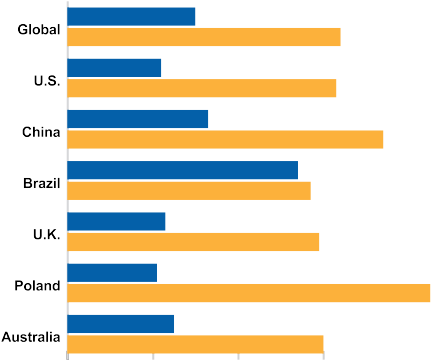 Global
U.S.
China
Brazil
U.K.
Poland
Australia